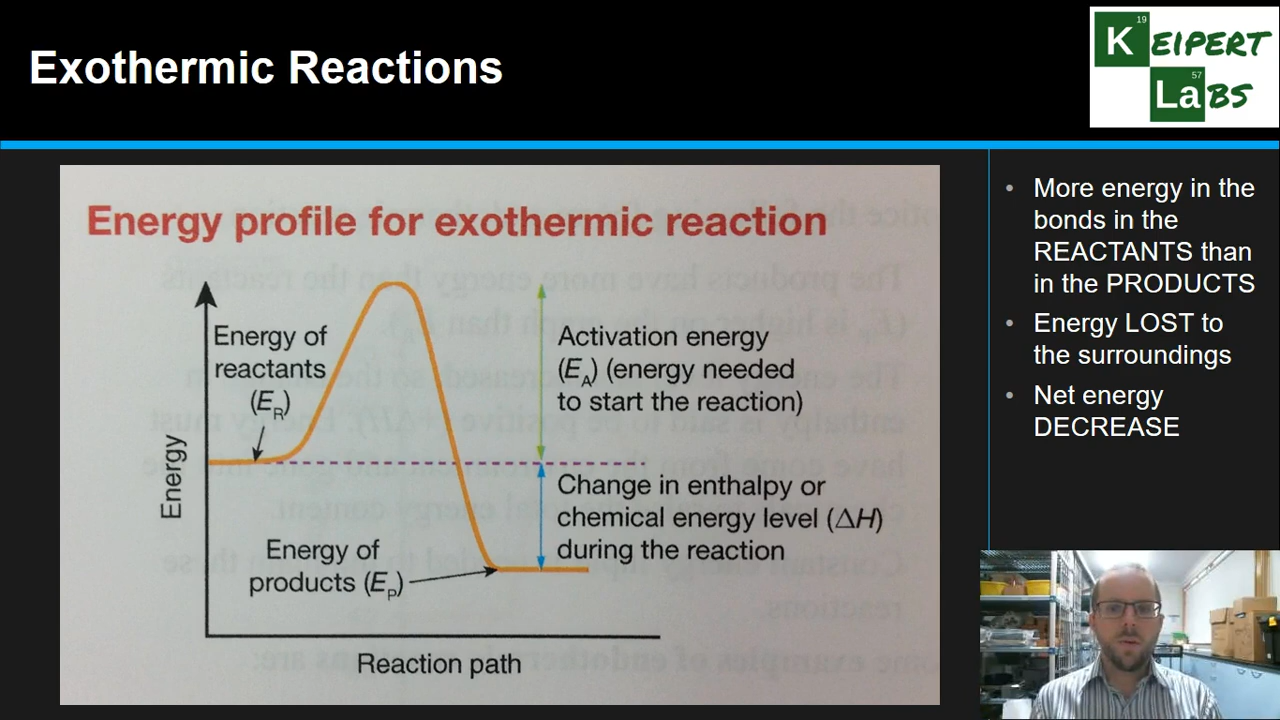 Exothermic Reactions
19
K EIPERT
57
La BS
Energy profile for exothermic reaction
Energy of
reactants
(ER)
Activation energy
(EA) (energy needed
to start the reaction)
Energy
Change in enthalpy or
chemical energy level (ΔH)
during the reaction
Energy of
products (EP)
Reaction path
• More energy in the
bonds in the
REACTANTS than
in the PRODUCTS
• Energy LOST to
the surroundings
• Net energy
DECREASE